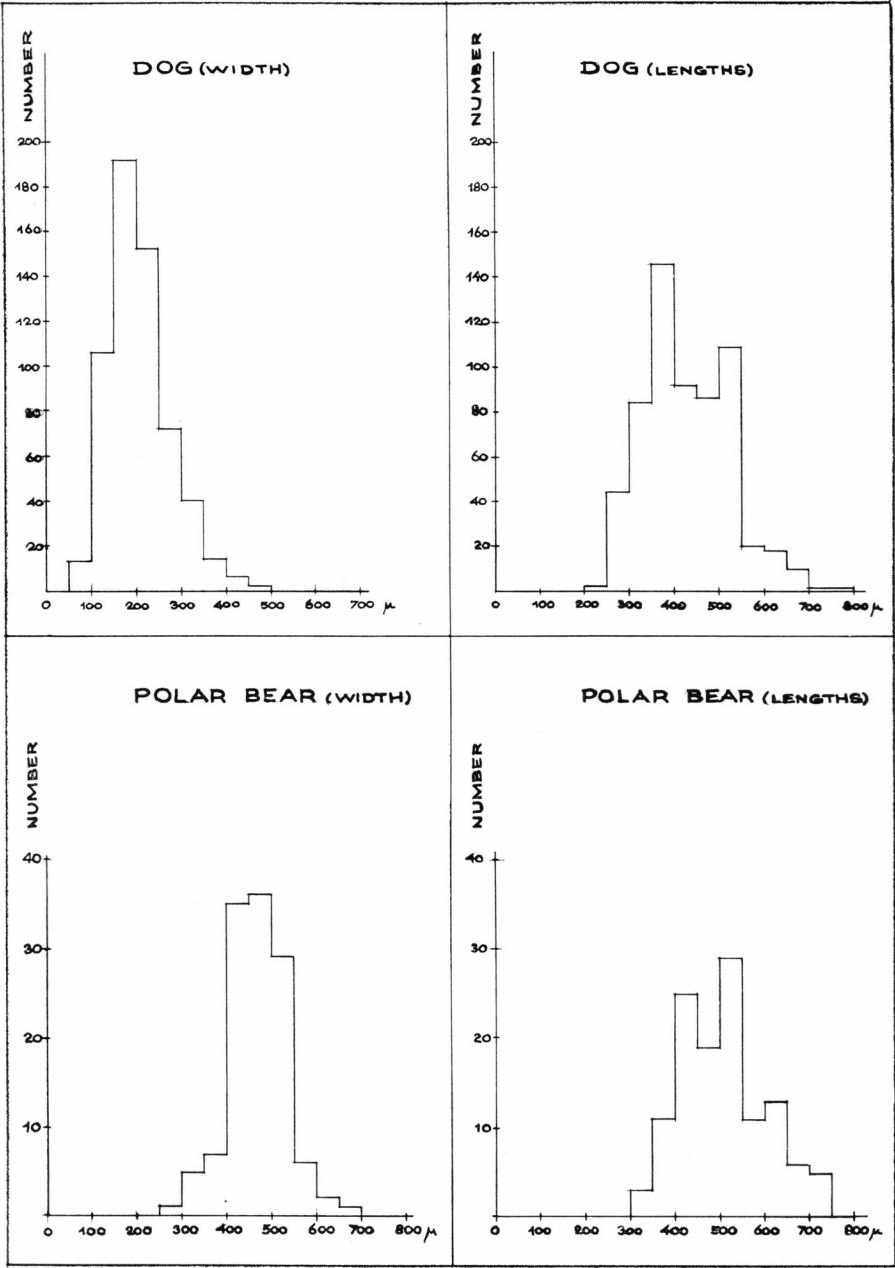 NUMBER
DOG (WIDTH)
200
180
160
140
120
100
80
60
40
20
0 100 200 300 400 500 600 700 μ
NUMBER
DOG (LENGTHS)
200
180
160
140
120
100
80
60
40
20
0 100 200 300 400 500 600 700 800 μ
POLAR BEAR (WIDTH)
NUMBER
40
30
20
10
0 100 200 300 400 500 600 700 800 μ
POLAR BEAR (LENGTHS)
NUMBER
40
30
20
10
0 100 200 300 400 500 600 700 800 μ